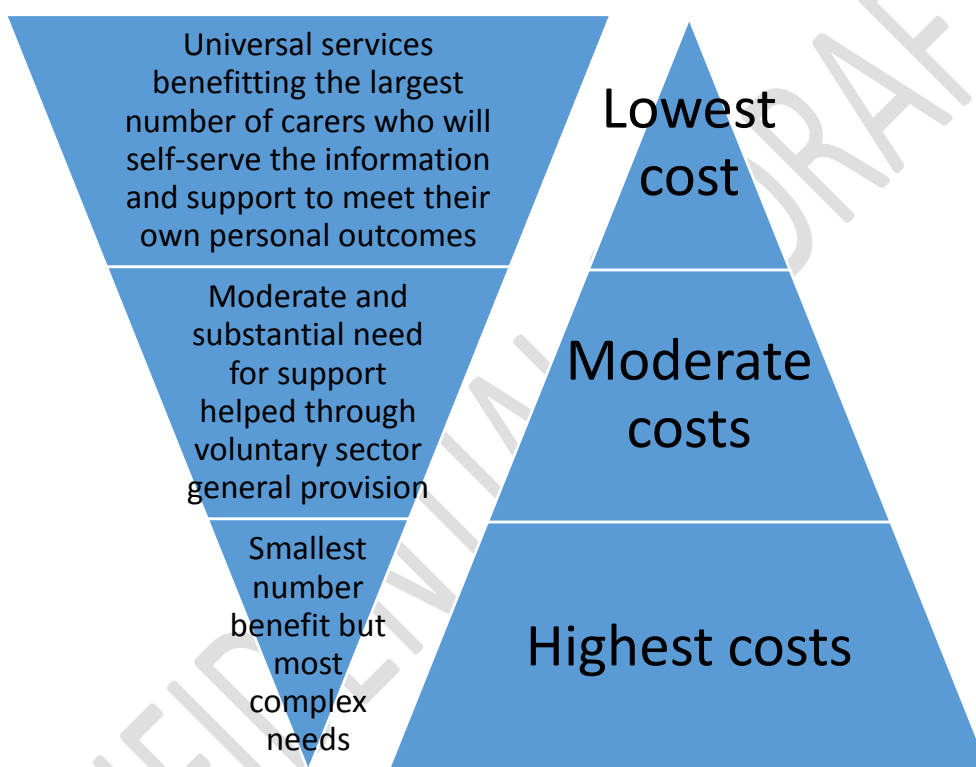 Universal services
benefitting the largest
number of carers who will
self-serve the information
and support to meet their
own personal outcomes
Moderate and
substantial need
for support
helped through
voluntary sector
general provision
Smallest
number
benefit but
most
complex
needs
Lowest
cost
Moderate
costs
Highest costs